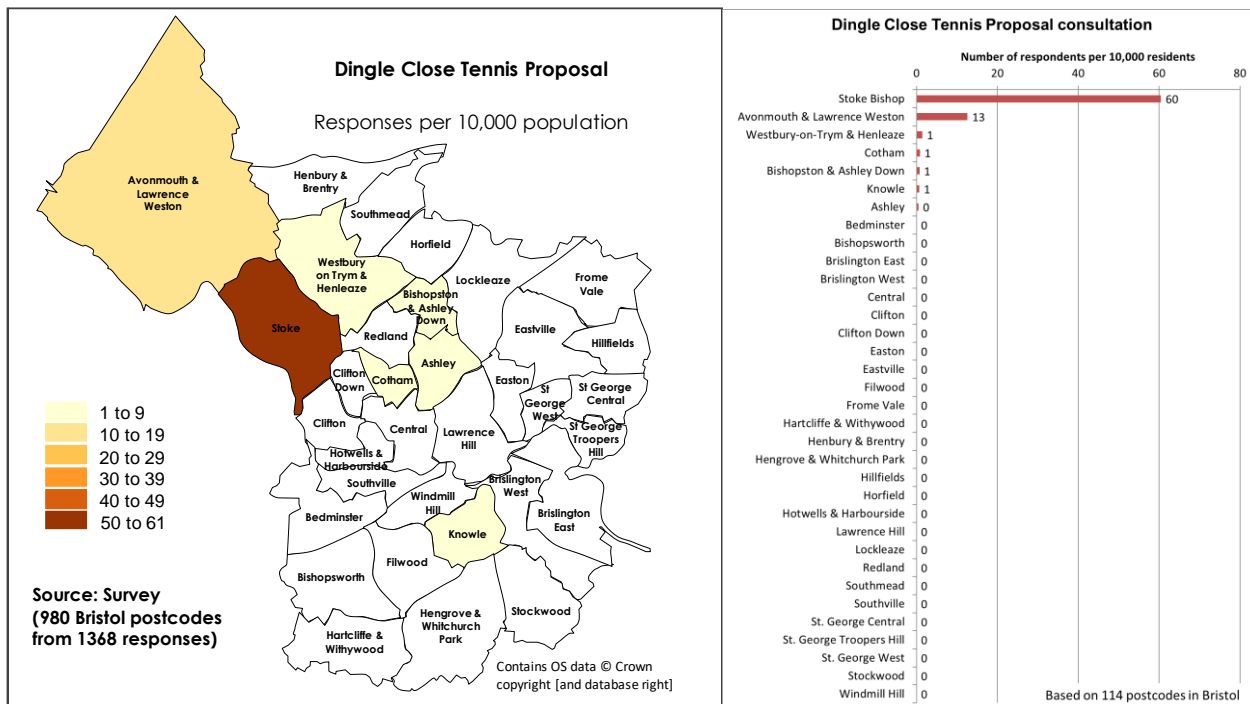 Dingle Close Tennis Proposal
Responses per 10,000 population
Avonmouth &
Lawrence
Weston
Henbury &
Brentry
Southmead
Horfield
Westbury
on Trym &
Henleaze
Lockleaze
Frome
Vale
Bishopston
& Ashley
Down
Stoke
Redland
Eastville
Hillfields
Ashley
Clifton
Down
Cotham
Easton
St
George
West
St George
Central
Clifton
Central
Lawrence
Hill
St George
Troopers
Hill
Hotwells &
Harbourside
Southville
Brislington
West
Windmill
Hill
Bedminster
Brislington
East
Knowle
Filwood
Bishopsworth
Stockwood
Hengrove &
Whitchurch
Park
Hartcliffe &
Withywood
1 to 9
10 to 19
20 to 29
30 to 39
40 to 49
50 to 61
Source: Survey
(980 Bristol postcodes
from 1368 responses)
Contains OS data © Crown
copyright [and database right]
Dingle Close Tennis Proposal consultation
Number of respondents per 10,000 residents
0 20 40 60 80
Stoke Bishop 60
Avonmouth & Lawrence Weston 13
Westbury-on-Trym & Henleaze 1
Cotham 1
Bishopston & Ashley Down 1
Knowle 1
Ashley 0
Bedminster 0
Bishopsworth 0
Brislington East 0
Brislington West 0
Central 0
Clifton 0
Clifton Down 0
Easton 0
Eastville 0
Filwood 0
Frome Vale 0
Hartcliffe & Withywood 0
Henbury & Brentry 0
Hengrove & Whitchurch Park 0
Hillfields 0
Horfield 0
Hotwells & Harbourside 0
Lawrence Hill 0
Lockleaze 0
Redland 0
Southmead 0
Southville 0
St. George Central 0
St. George Troopers Hill 0
St. George West 0
Stockwood 0
Windmill Hill 0
Based on 114 postcodes in Bristol